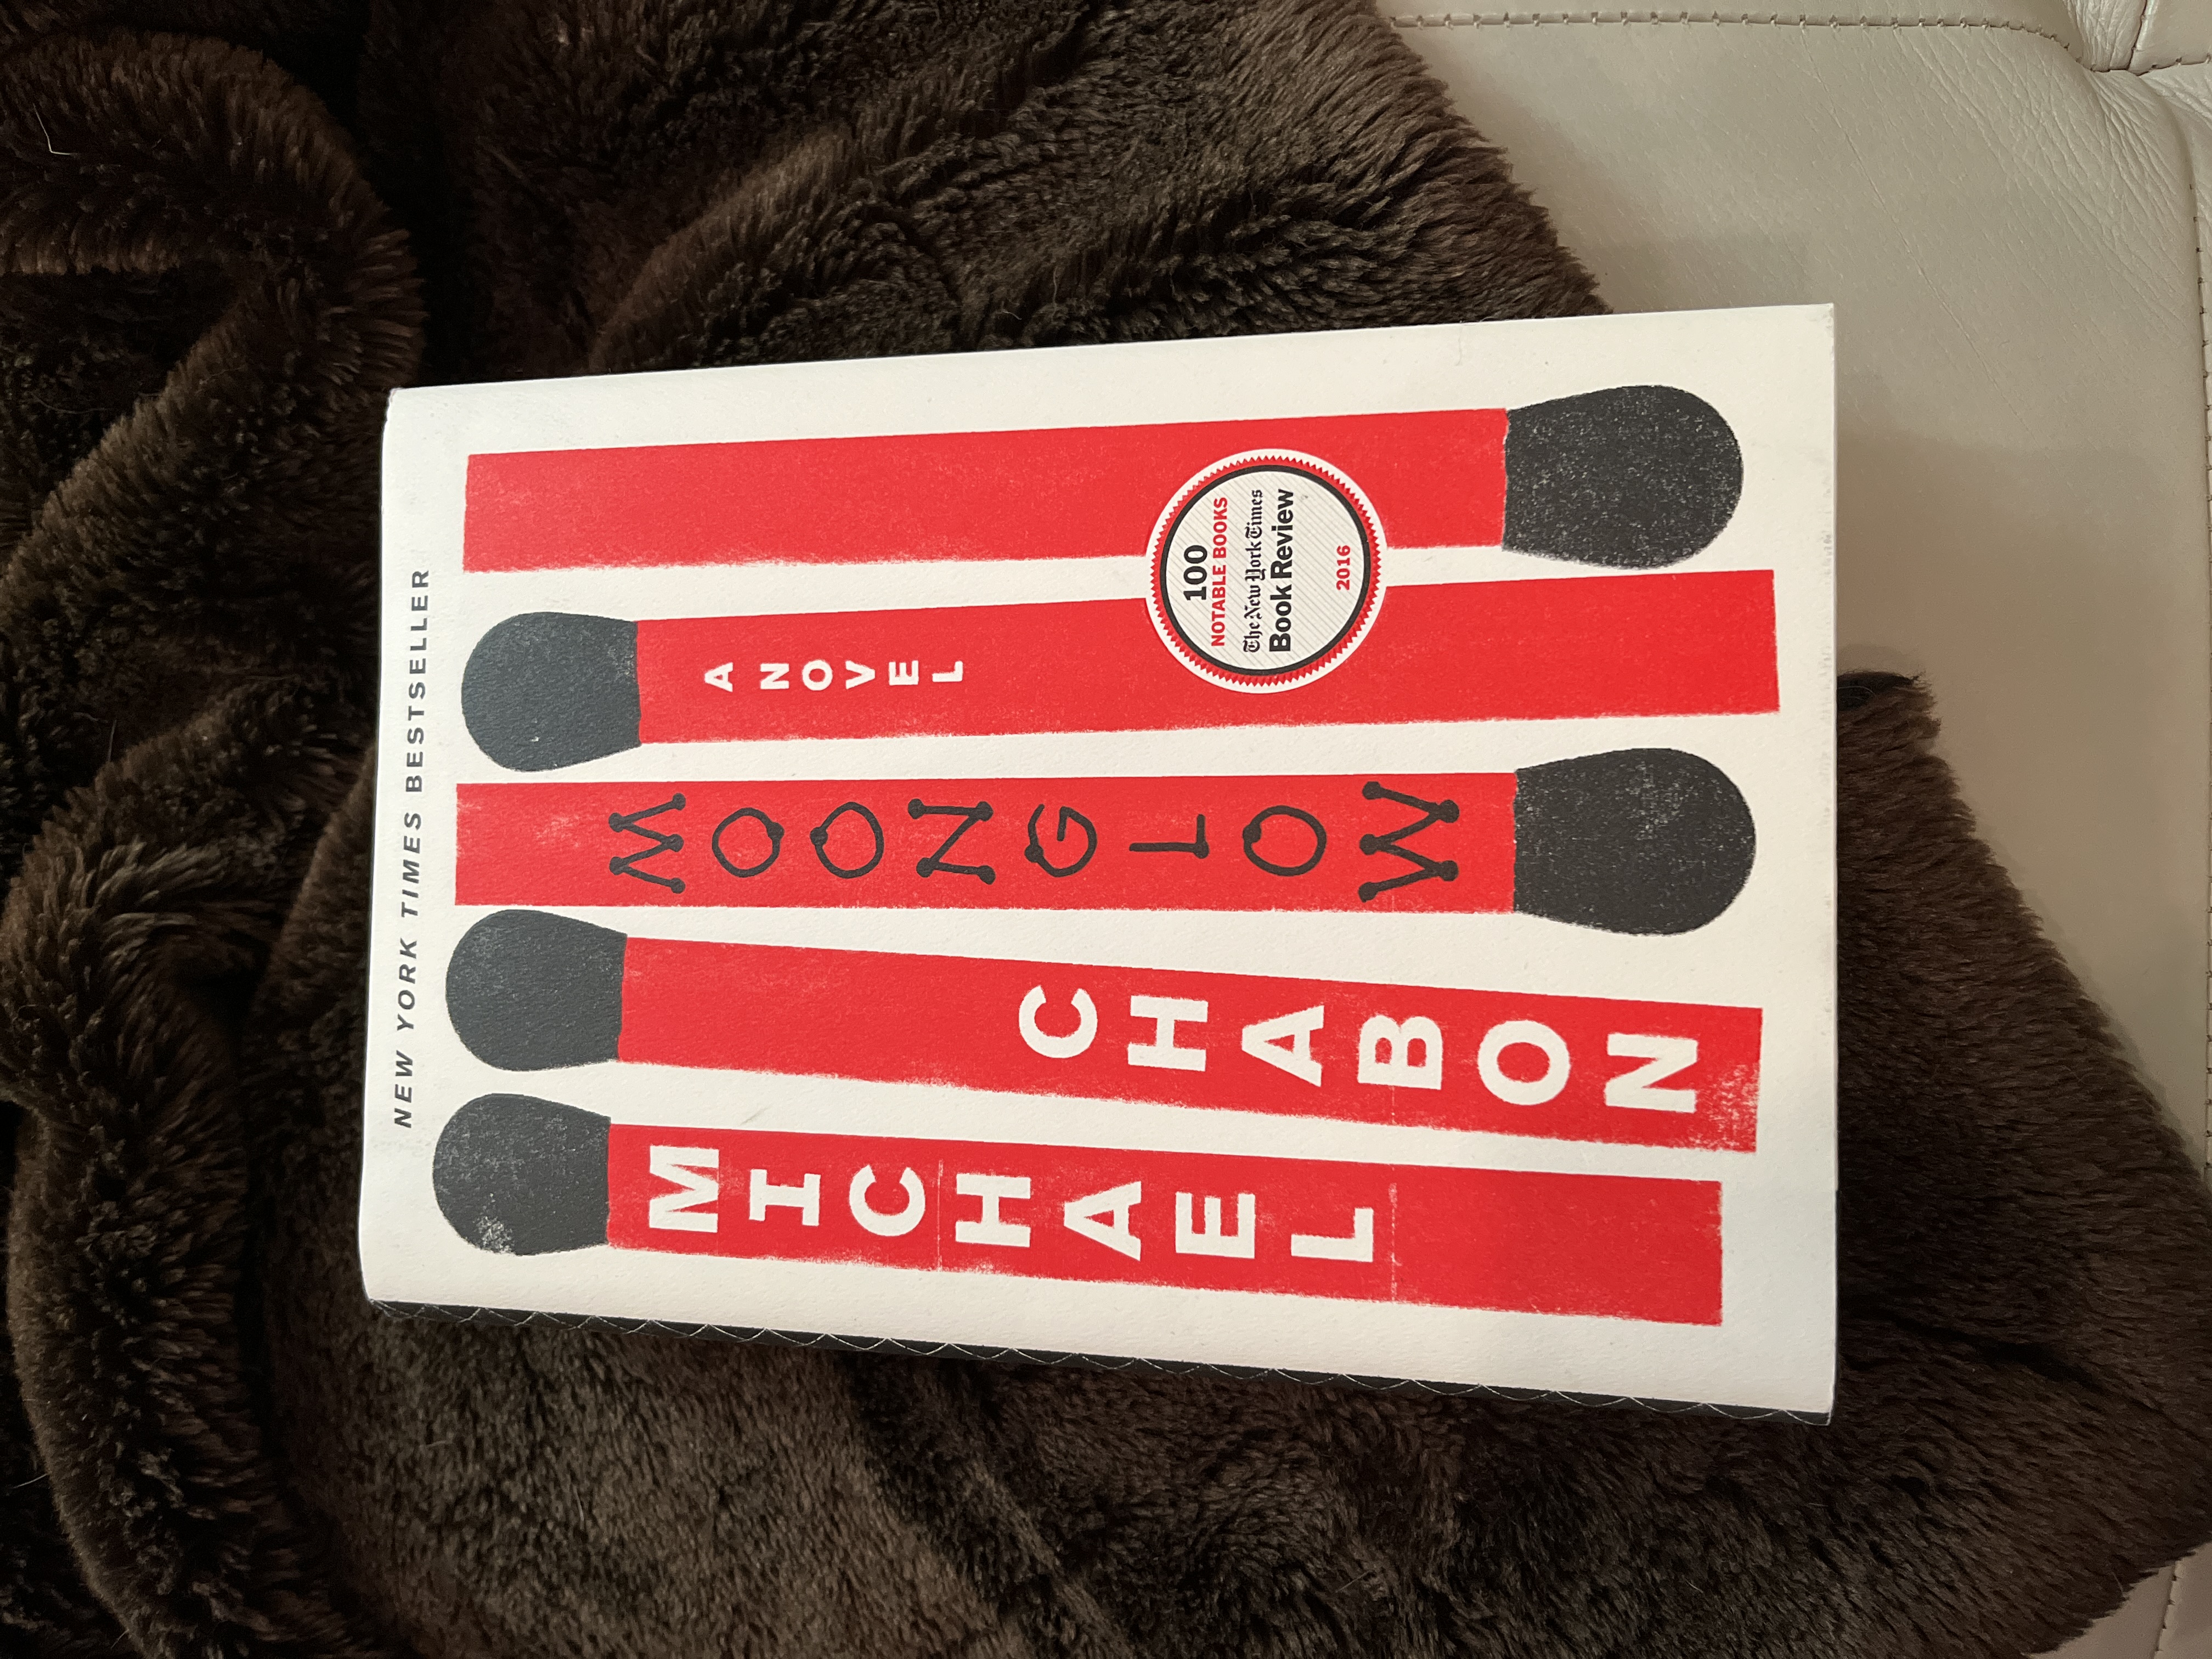 NEW YORK TIMES BESTSELLER
MICHAEL
CHABON
MOONGLOW
A NOVEL
100
NOTABLE BOOKS
The New York Times
Book Review
2016